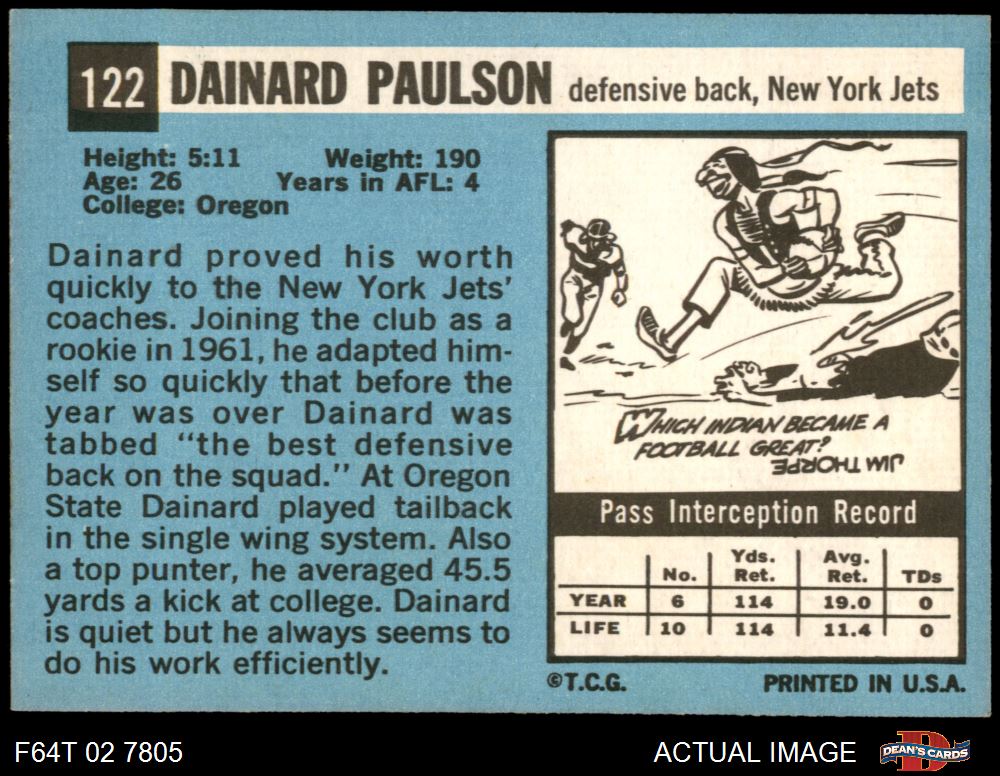 122 DAINARD PAULSON defensive back, New York Jets
Height: 5:11 Weight: 190
Age: 26 Years in AFL: 4
College: Oregon
Dainard proved his worth
quickly to the New York Jets'
coaches. Joining the club as a
rookie in 1961, he adapted him-
self so quickly that before the
year was over Dainard was
tabbed "the best defensive
back on the squad." At Oregon
State Dainard played tailback
in the single wing system. Also
a top punter, he averaged 45.5
yards a kick at college. Dainard
is quiet but he always seems to
do his work efficiently.
WHICH INDIAN BECAME A
FOOTBALL GREAT?
JIM THORPE
Pass Interception Record
No. Yds. Ret. Avg. Ret. TDs
YEAR 6 114 19.0 0
LIFE 10 114 11.4 0
©T.C.G. PRINTED IN U.S.A.
F64T 02 7805 ACTUAL IMAGE DEAN'S CARDS